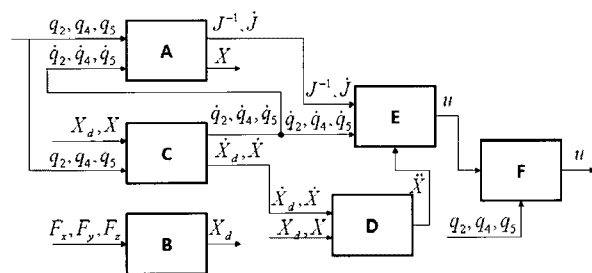 q₂, q₄, q₅
A
J⁻¹、J̇
q̇₂, q̇₄, q̇₅
X
J⁻¹、J̇
E
u
X_d, X
C
q̇₂, q̇₄, q̇₅
q̇₂, q̇₄, q̇₅
q₂, q₄, q₅
Ẋ_d, Ẋ
F
u
Ẋ_d, Ẋ
D
Ẍ
F_x, F_y, F_z
B
X_d
X_d, X
q₂, q₄, q₅